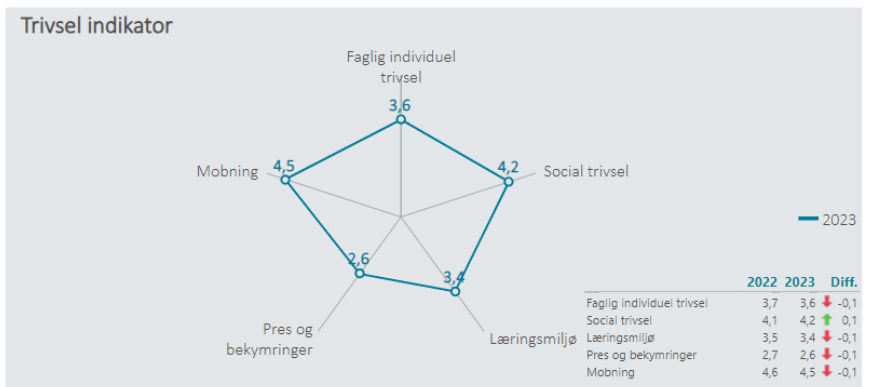 Trivsel indikator
Faglig individuel
trivsel
3,6
4,5
4,2
Mobning
Social trivsel
2023
2,6
3,4
Pres og
bekymringer
Læringsmiljø
2022 2023 Diff.
Faglig individuel trivsel 3,7 3,6 -0,1
Social trivsel 4,1 4,2 0,1
Læringsmiljø 3,5 3,4 -0,1
Pres og bekymringer 2,7 2,6 -0,1
Mobning 4,6 4,5 -0,1